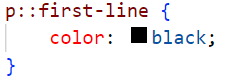 p::first-line {
    color: black;
}